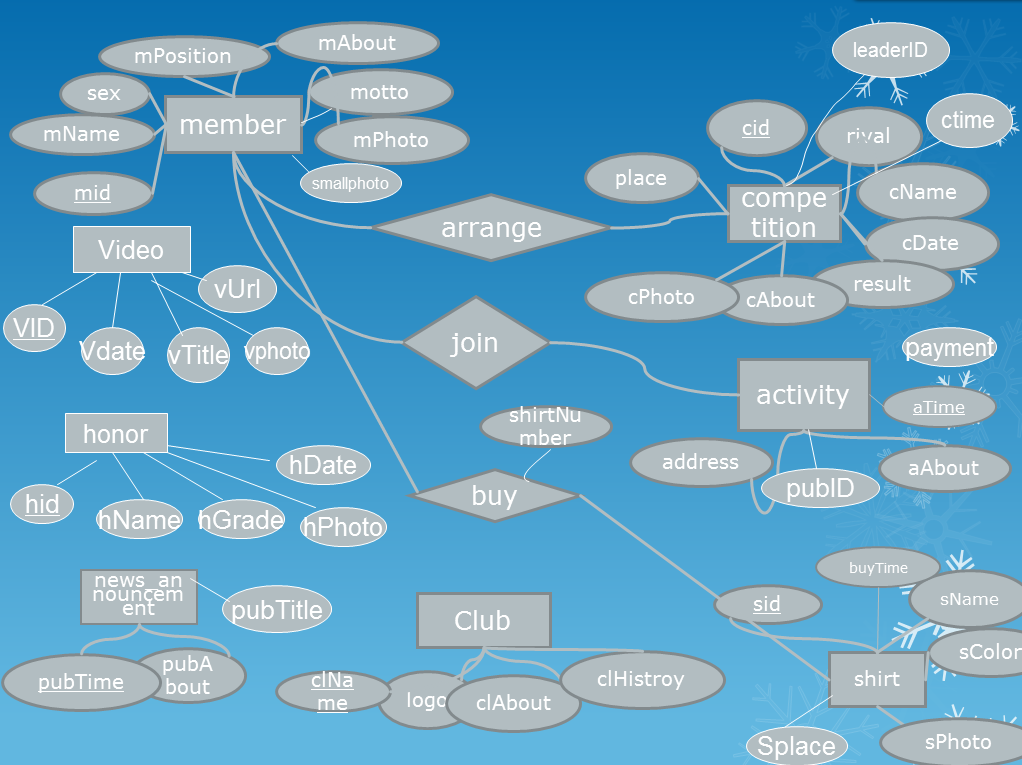 mPosition
mAbout
leaderID
sex
motto
mName
member
mPhoto
cid
rival
ctime
smallphoto
place
mid
compe
tition
cName
arrange
cDate
Video
vUrl
cPhoto
cAbout
result
VID
Vdate
vTitle
vphoto
join
payment
activity
aTime
shirtNu
mber
honor
hDate
address
aAbout
pubID
buy
hid
hName
hGrade
hPhoto
buyTime
news_an
nouncem
ent
pubTitle
Club
sid
sName
sColor
pubTime
pubA
bout
clNa
me
logo
clAbout
clHistroy
shirt
Splace
sPhoto